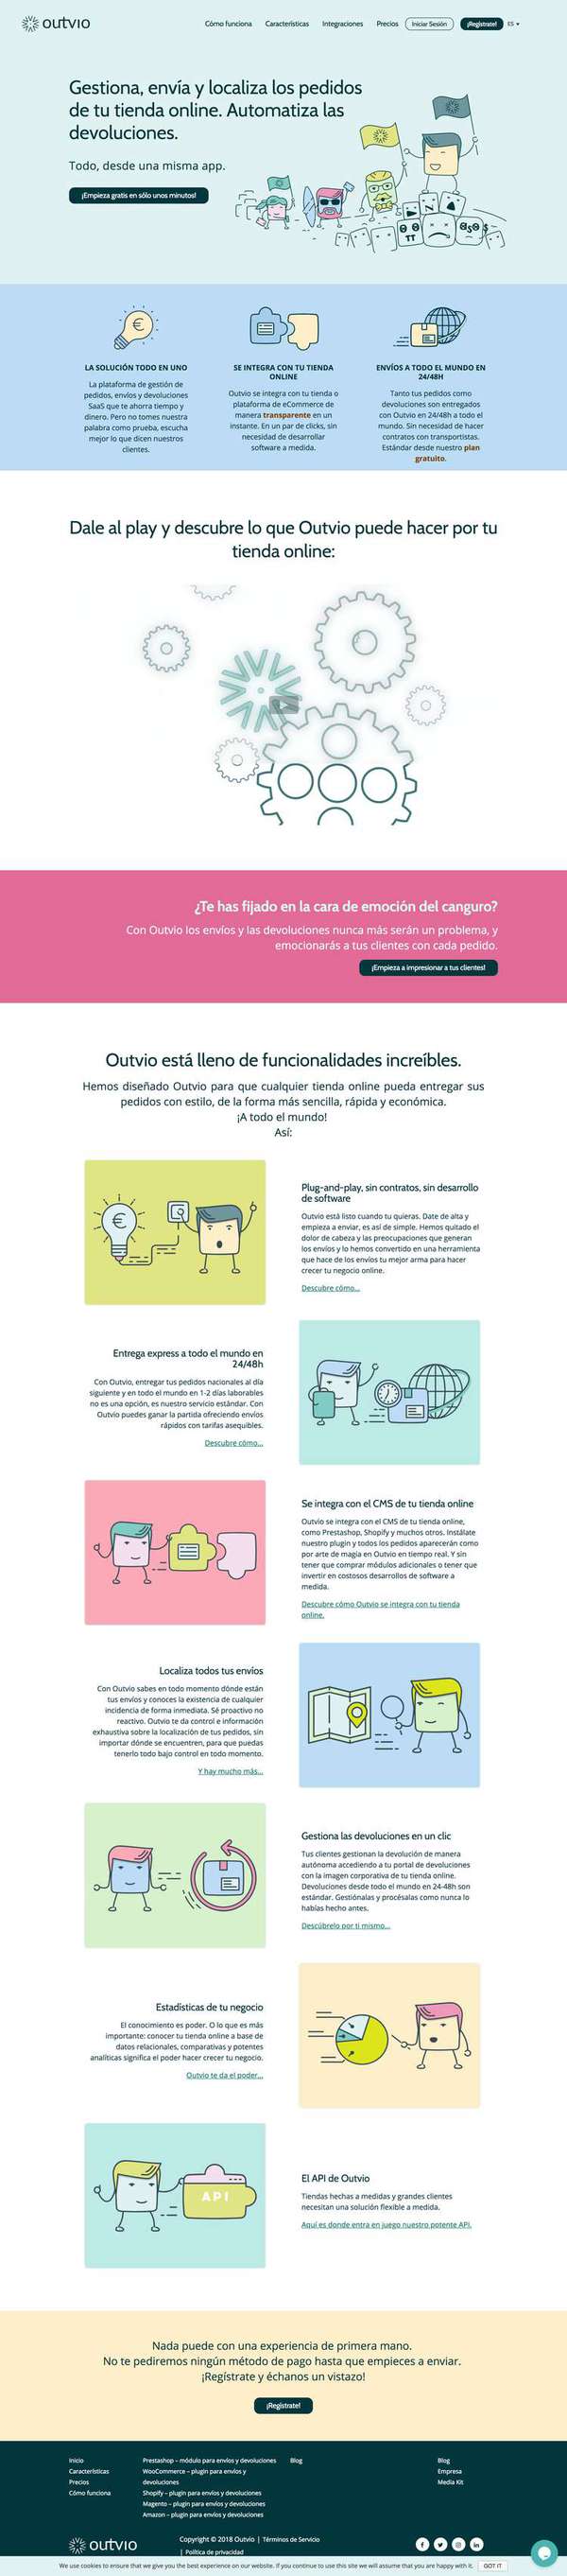 outvio
Cómo funciona
Características
Integraciones
Precios
Iniciar Sesión
¡Regístrate!
ES
Gestiona, envía y localiza los pedidos
de tu tienda online. Automatiza las
devoluciones.
Todo, desde una misma app.
¡Empieza gratis en sólo unos minutos!
LA SOLUCIÓN TODO EN UNO
La plataforma de gestión de
pedidos, envíos y devoluciones
SaaS que te ahorra tiempo y
dinero. Pero no tomes nuestra
palabra como prueba, escucha
mejor lo que dicen nuestros
clientes.
SE INTEGRA CON TU TIENDA
ONLINE
Outvio se integra con tu tienda o
plataforma de eCommerce de
manera transparente en un
instante. En un par de clicks, sin
necesidad de desarrollar
software a medida.
ENVÍOS A TODO EL MUNDO EN
24/48H
Tanto tus pedidos como
devoluciones son entregados
con Outvio en 24/48h a todo el
mundo. Sin necesidad de hacer
contratos con transportistas.
Estándar desde nuestro plan
gratuito.
Dale al play y descubre lo que Outvio puede hacer por tu
tienda online:
¿Te has fijado en la cara de emoción del canguro?
Con Outvio los envíos y las devoluciones nunca más serán un problema, y
emocionarás a tus clientes con cada pedido.
¡Empieza a impresionar a tus clientes!
Outvio está lleno de funcionalidades increíbles.
Hemos diseñado Outvio para que cualquier tienda online pueda entregar sus
pedidos con estilo, de la forma más sencilla, rápida y económica.
¡A todo el mundo!
Así:
Plug-and-play, sin contratos, sin desarrollo
de software
Outvio está listo cuando tu quieras. Date de alta y
empieza a enviar, es así de simple. Hemos quitado el
dolor de cabeza y las preocupaciones que generan
los envíos y lo hemos convertido en una herramienta
que hace de los envíos tu mejor arma para hacer
crecer tu negocio online.
Descubre cómo...
Entrega express a todo el mundo en
24/48h
Con Outvio, entregar tus pedidos nacionales al día
siguiente y en todo el mundo en 1-2 días laborables
no es una opción, es nuestro servicio estándar. Con
Outvio puedes ganar la partida ofreciendo envíos
rápidos con tarifas asequibles.
Descubre cómo...
Se integra con el CMS de tu tienda online
Outvio se integra con el CMS de tu tienda online,
como Prestashop, Shopify y muchos otros. Instálate
nuestro plugin y todos los pedidos aparecerán como
por arte de magia en Outvio en tiempo real. Y sin
tener que comprar módulos adicionales o tener que
invertir en costosos desarrollos de software a
medida.
Descubre cómo Outvio se integra con tu tienda
online.
Localiza todos tus envíos
Con Outvio sabes en todo momento dónde están
tus envíos y conoces la existencia de cualquier
incidencia de forma inmediata. Sé proactivo no
reactivo. Outvio te da control e información
exhaustiva sobre la localización de tus pedidos, sin
importar dónde se encuentren, para que puedas
tenerlo todo bajo control en todo momento.
Y hay mucho más...
Gestiona las devoluciones en un clic
Tus clientes gestionan la devolución de manera
autónoma accediendo a tu portal de devoluciones
con la imagen corporativa de tu tienda online.
Devoluciones desde todo el mundo en 24-48h son
estándar. Gestiónalas y procésalas como nunca lo
habías hecho antes.
Descúbrelo por ti mismo...
Estadísticas de tu negocio
El conocimiento es poder. O lo que es más
importante: conocer tu tienda online a base de
datos relacionales, comparativas y potentes
analíticas significa el poder hacer crecer tu negocio.
Outvio te da el poder...
API
El API de Outvio
Tiendas hechas a medidas y grandes clientes
necesitan una solución flexible a medida.
Aquí es donde entra en juego nuestro potente API.
Nada puede con una experiencia de primera mano.
No te pediremos ningún método de pago hasta que empieces a enviar.
¡Regístrate y échanos un vistazo!
¡Regístrate!
Inicio
Características
Precios
Cómo funciona
Prestashop – módulo para envíos y devoluciones
WooCommerce – plugin para envíos y
devoluciones
Shopify – plugin para envíos y devoluciones
Magento – plugin para envíos y devoluciones
Amazon – plugin para envíos y devoluciones
Blog
Blog
Empresa
Media Kit
outvio
Copyright © 2018 Outvio | Términos de Servicio
| Política de privacidad
We use cookies to ensure that we give you the best experience on our website. If you continue to use this site we will assume that you are happy with it.
GOT IT